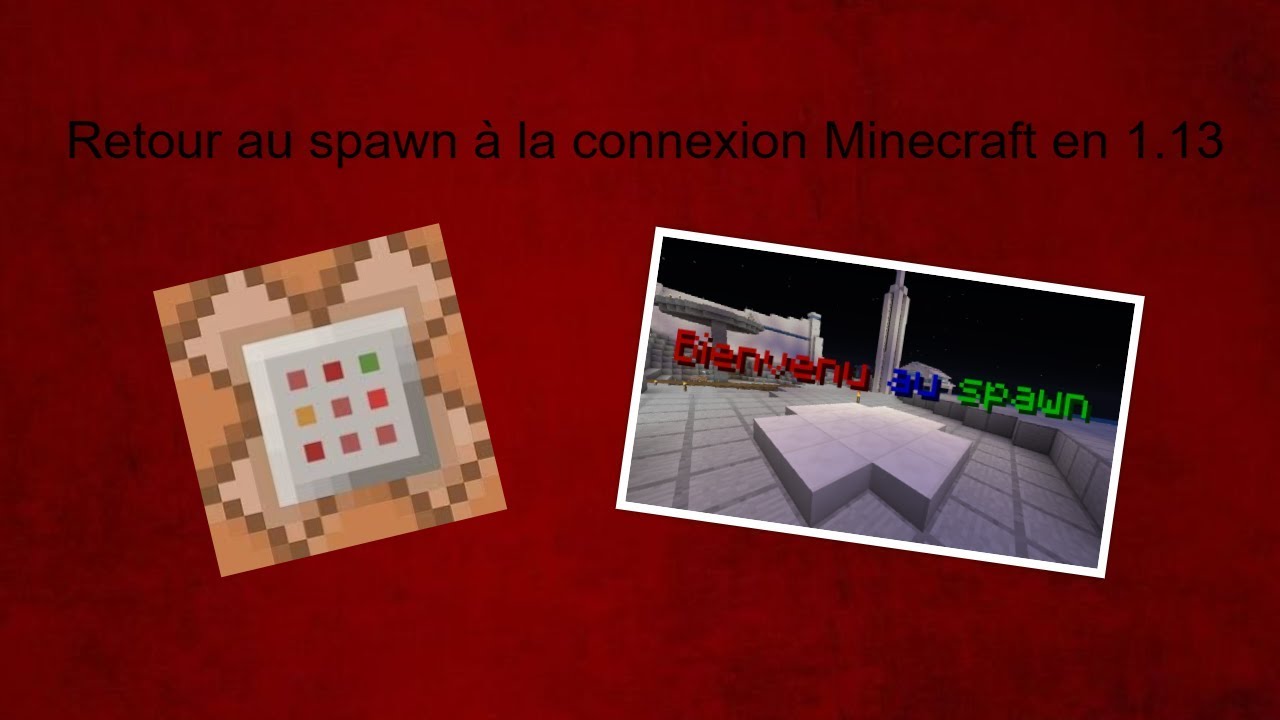 Retour au spawn à la connexion Minecraft en 1.13
Bienvenu au spawn